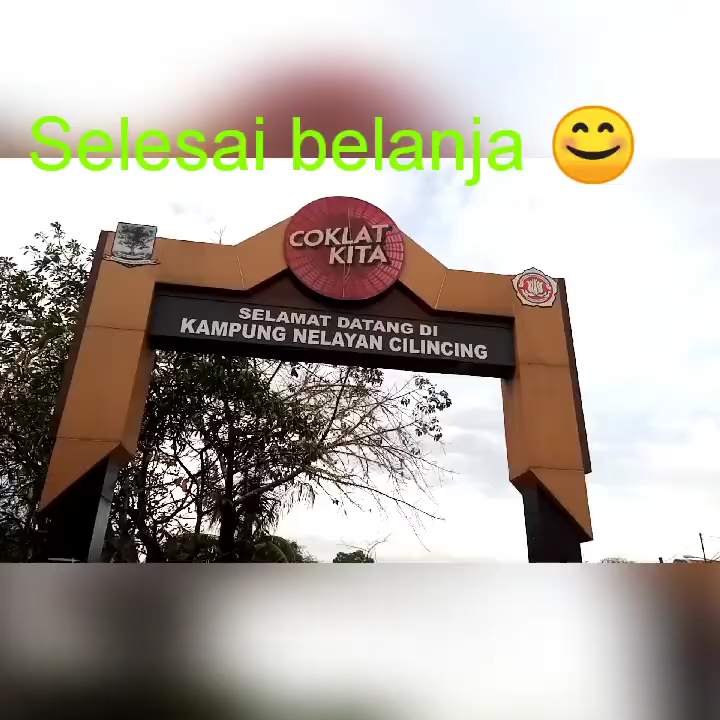 Selesai belanja 😊
COKLAT
KITA
SELAMAT DATANG DI
KAMPUNG NELAYAN CILINCING